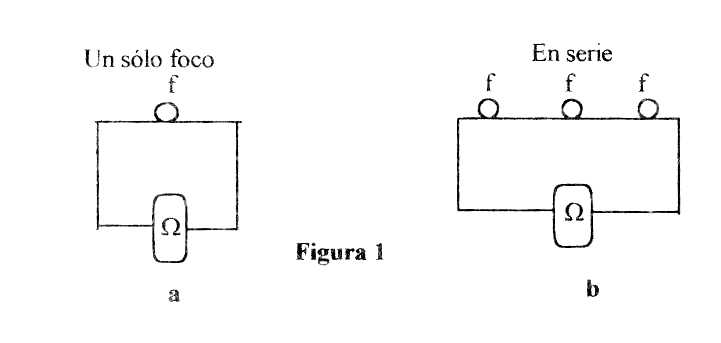 Un sólo foco
f
Ω
a
Figura 1
En serie
f f f
Ω
b